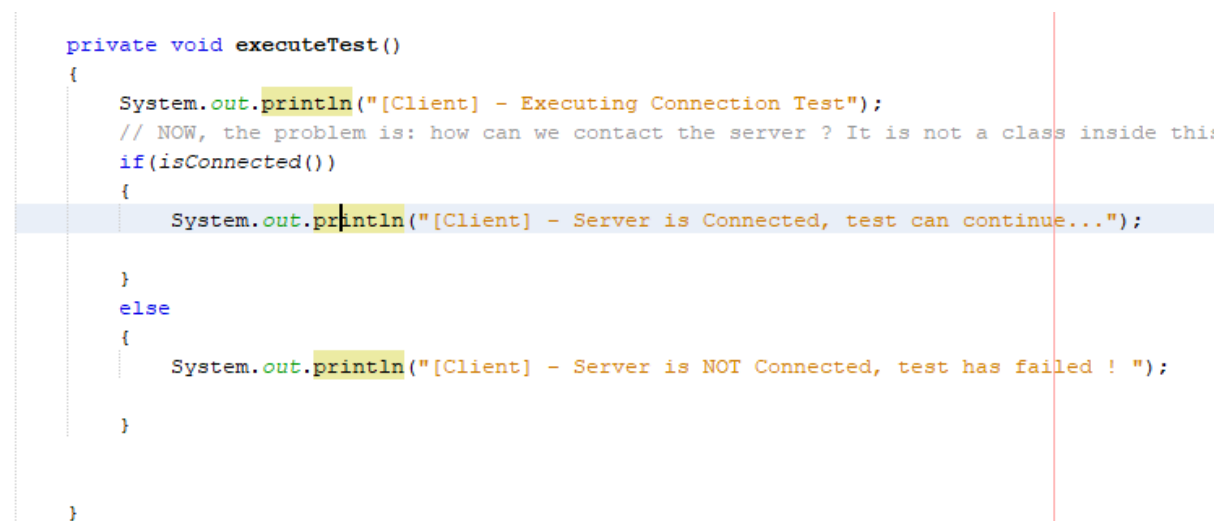 private void executeTest()
{
System.out.println("[Client] - Executing Connection Test");
// NOW, the problem is: how can we contact the server ? It is not a class inside this
if(isConnected())
{
System.out.println("[Client] - Server is Connected, test can continue...");
}
else
{
System.out.println("[Client] - Server is NOT Connected, test has failed ! ");
}
}